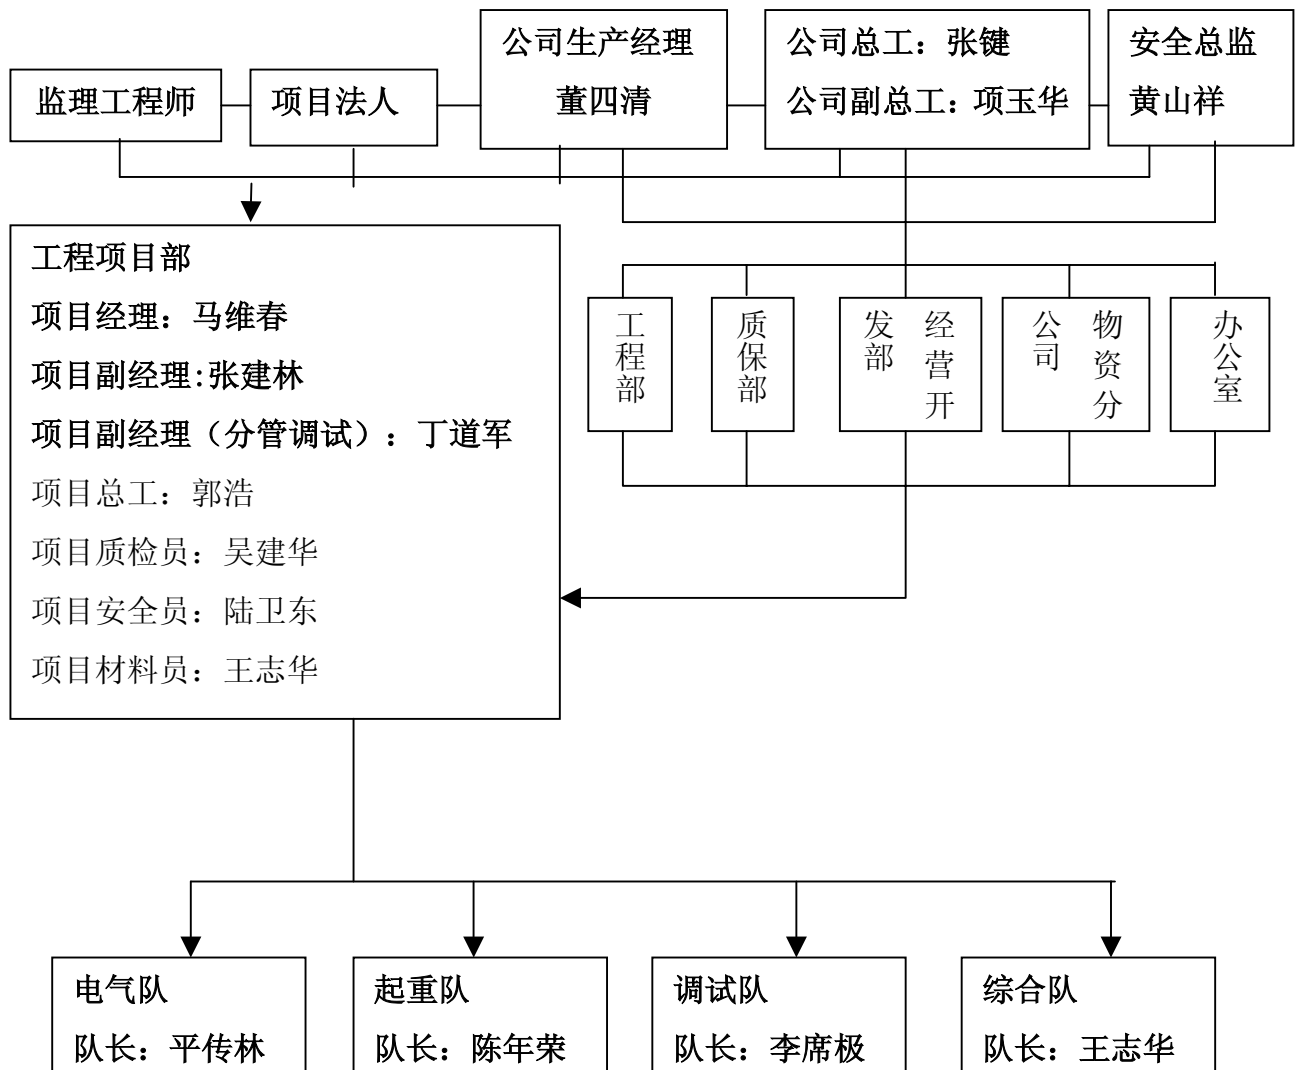 监理工程师
项目法人
公司生产经理
董四清
公司总工：张键
公司副总工：项玉华
安全总监
黄山祥
工程项目部
项目经理：马维春
项目副经理:张建林
项目副经理（分管调试）：丁道军
项目总工：郭浩
项目质检员：吴建华
项目安全员：陆卫东
项目材料员：王志华
工程部
质保部
经营开
发部
物资分
公司
办公室
电气队
队长：平传林
起重队
队长：陈年荣
调试队
队长：李席极
综合队
队长：王志华